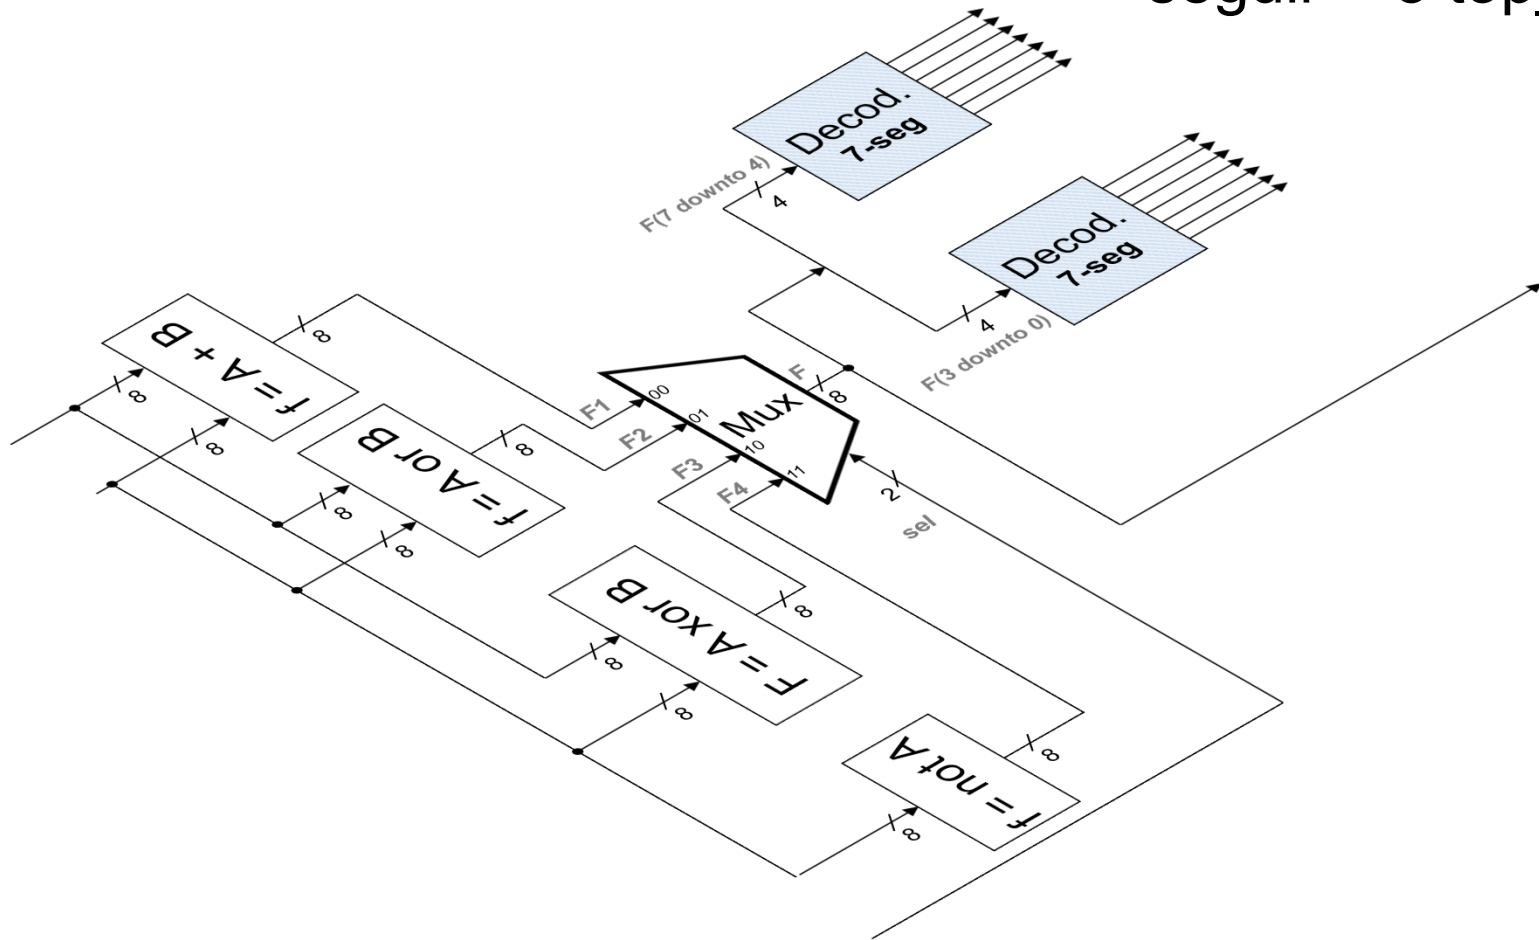 Decod.
7-seg
F(7 downto 4)
4
Decod.
7-seg
4
F(3 downto 0)
f = A + B
8
8
8
f = A or B
8
8
8
F1
F2
F3
F4
00
01
10
11
Mux
F
8
2
sel
F = A xor B
8
8
8
f = not A
8
8